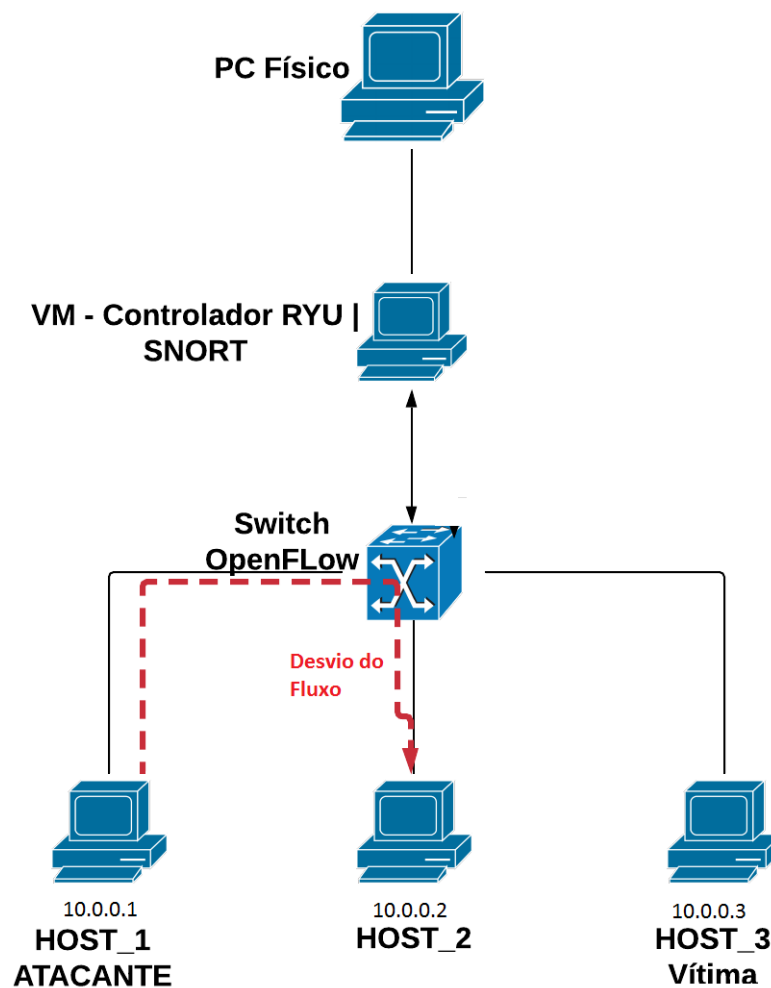 PC Físico
VM - Controlador RYU |
SNORT
Switch
OpenFLow
Desvio do
Fluxo
10.0.0.1
HOST_1
ATACANTE
10.0.0.2
HOST_2
10.0.0.3
HOST_3
Vítima